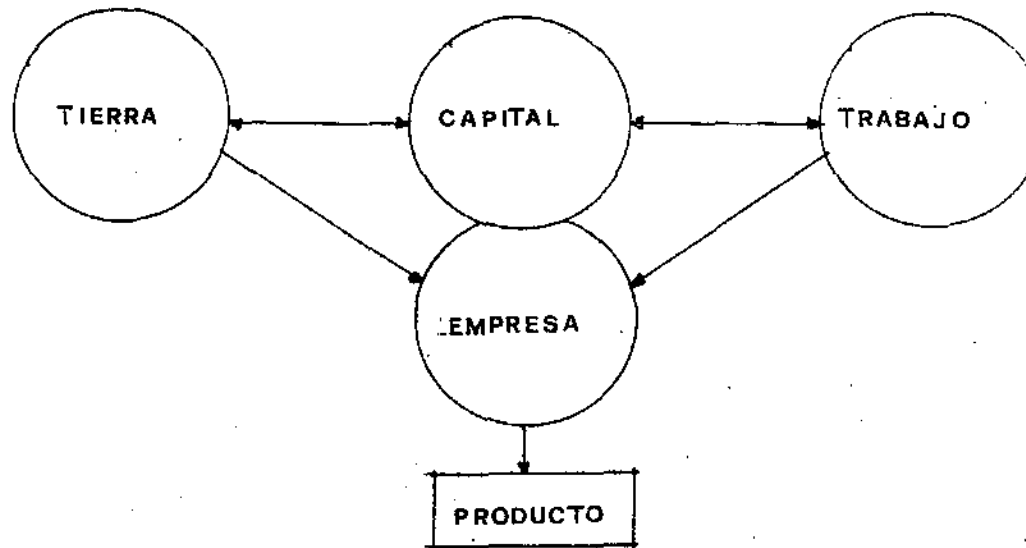 TIERRA
CAPITAL
TRABAJO
EMPRESA
PRODUCTO